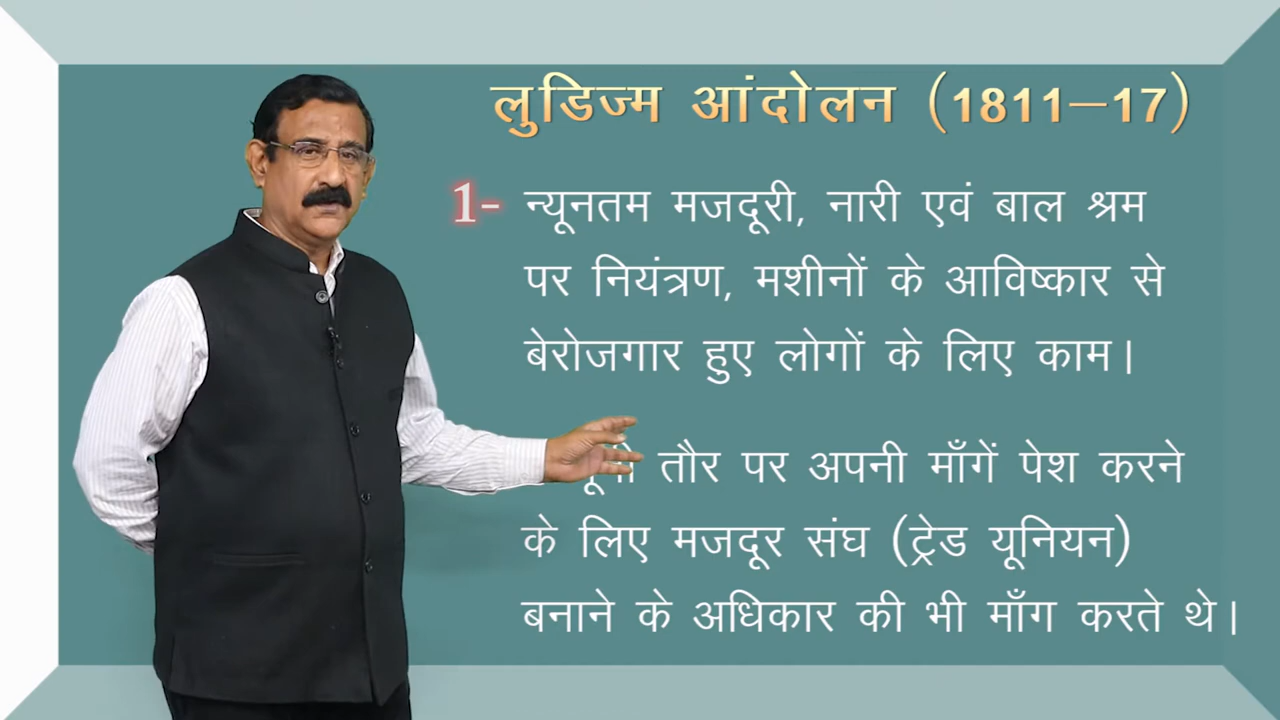 लुडिज्म आंदोलन (1811–17)
1- न्यूनतम मजदूरी, नारी एवं बाल श्रम
पर नियंत्रण, मशीनों के आविष्कार से
बेरोजगार हुए लोगों के लिए काम।
तौर पर अपनी माँगें पेश करने
के लिए मजदूर संघ (ट्रेड यूनियन)
बनाने के अधिकार की भी माँग करते थे।